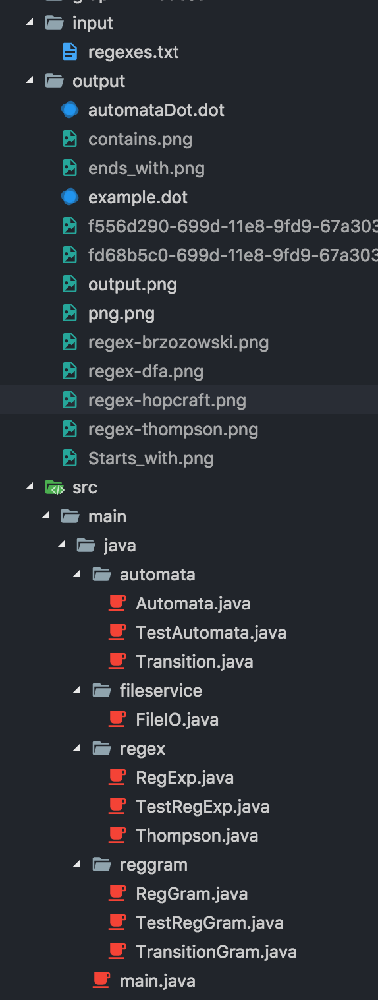 input
regexes.txt
output
automataDot.dot
contains.png
ends_with.png
example.dot
f556d290-699d-11e8-9fd9-67a303
fd68b5c0-699d-11e8-9fd9-67a303
output.png
png.png
regex-brzozowski.png
regex-dfa.png
regex-hopcraft.png
regex-thompson.png
Starts_with.png
src
main
java
automata
Automata.java
TestAutomata.java
Transition.java
fileservice
FileIO.java
regex
RegExp.java
TestRegExp.java
Thompson.java
reggram
RegGram.java
TestRegGram.java
TransitionGram.java
main.java